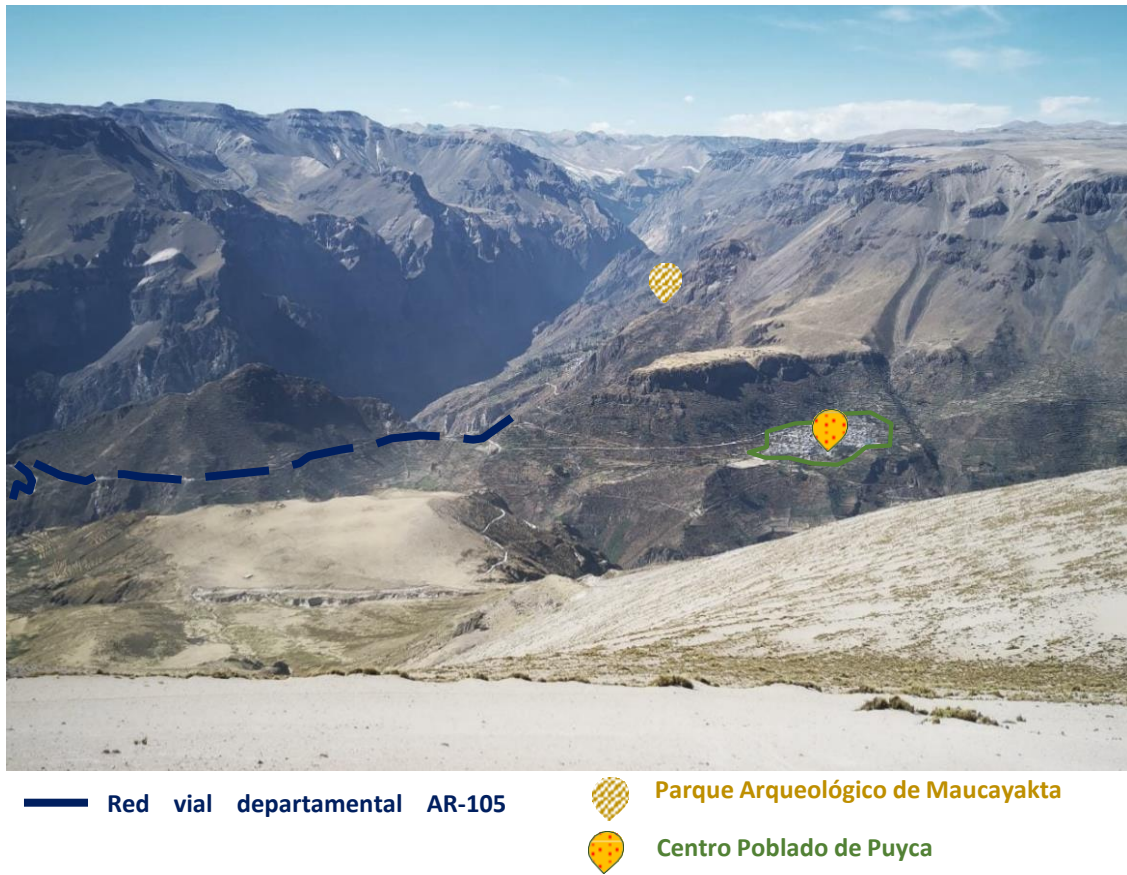 Red vial departamental AR-105
Parque Arqueológico de Maucayakta
Centro Poblado de Puyca